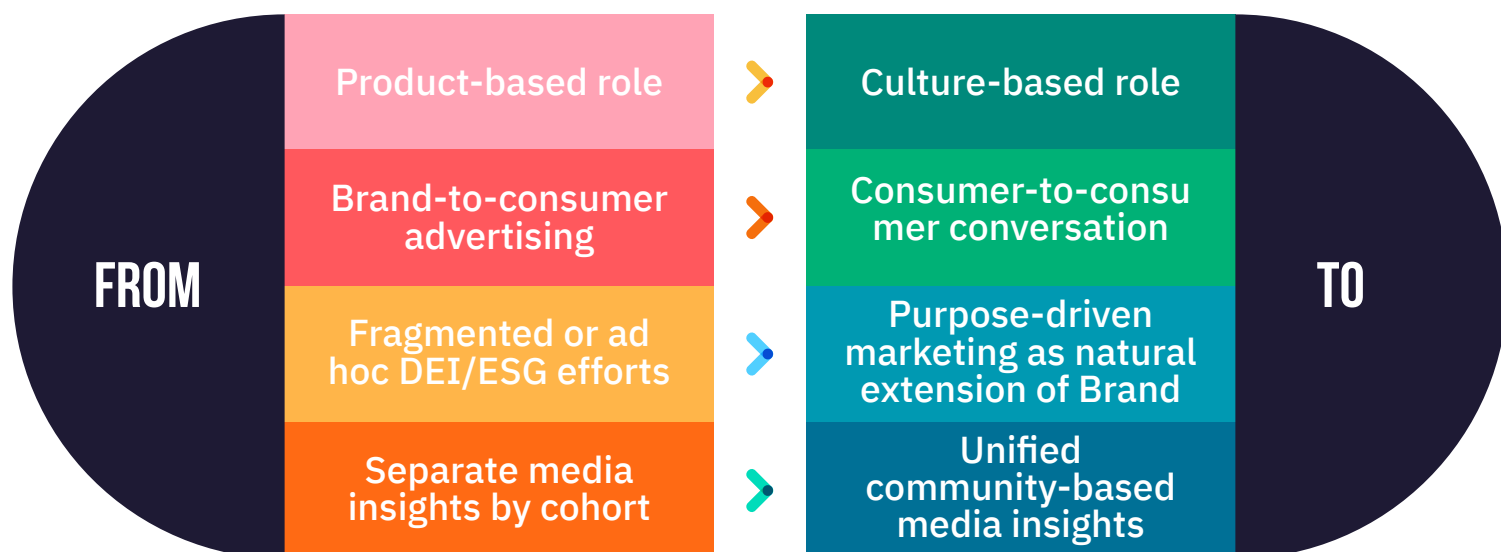 FROM
Product-based role
Culture-based role
Brand-to-consumer
advertising
Consumer-to-consu
mer conversation
Fragmented or ad
hoc DEI/ESG efforts
Purpose-driven
marketing as natural
extension of Brand
Separate media
insights by cohort
Unified
community-based
media insights
TO